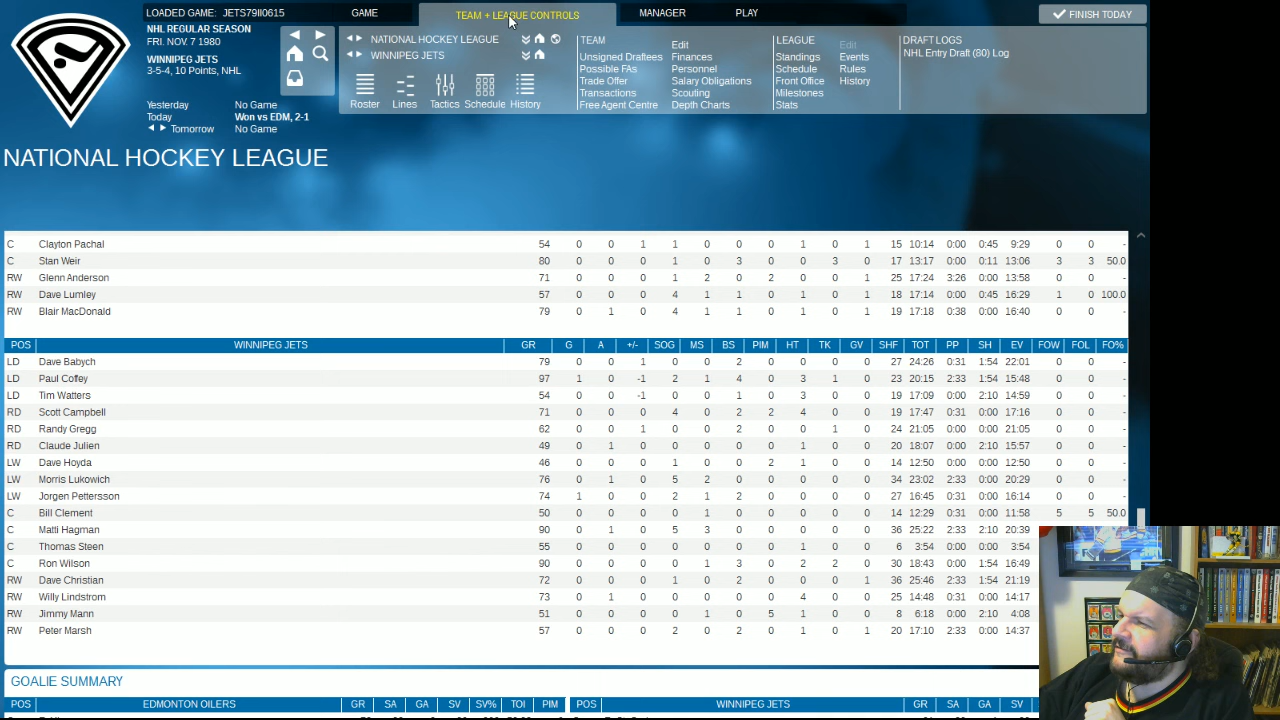 LOADED GAME: JETS79II0615 GAME TEAM + LEAGUE CONTROLS MANAGER PLAY FINISH TODAY
NHL REGULAR SEASON
FRI. NOV. 7 1980
WINNIPEG JETS
3-5-4, 10 Points, NHL
Yesterday No Game
Today Won vs EDM, 2-1
Tomorrow No Game
NATIONAL HOCKEY LEAGUE
WINNIPEG JETS
Roster Lines Tactics Schedule History
TEAM
Unsigned Draftees
Possible FAs
Trade Offer
Transactions
Free Agent Centre
Edit
Finances
Personnel
Salary Obligations
Scouting
Depth Charts
LEAGUE
Standings
Schedule
Front Office
Milestones
Stats
Edit
Events
Rules
History
DRAFT LOGS
NHL Entry Draft (80) Log
NATIONAL HOCKEY LEAGUE
C Clayton Pachal 54 0 0 1 1 0 0 0 1 0 1 15 10:14 0:00 0:45 9:29 0 0 -
C Stan Weir 80 0 0 0 1 0 3 0 0 3 0 17 13:17 0:00 0:11 13:06 3 3 50.0
RW Glenn Anderson 71 0 0 0 1 2 0 2 0 0 1 25 17:24 3:26 0:00 13:58 0 0 -
RW Dave Lumley 57 0 0 0 4 1 1 0 1 0 1 18 17:14 0:00 0:45 16:29 1 0 100.0
RW Blair MacDonald 79 0 1 0 4 1 1 0 1 0 1 19 17:18 0:38 0:00 16:40 0 0 -
POS WINNIPEG JETS GR G A +/- SOG MS BS PIM HT TK GV SHF TOT PP SH EV FOW FOL FO%
LD Dave Babych 79 0 0 1 0 0 2 0 0 0 0 27 24:26 0:31 1:54 22:01 0 0 -
LD Paul Coffey 97 1 0 -1 2 1 4 0 3 1 0 23 20:15 2:33 1:54 15:48 0 0 -
LD Tim Watters 54 0 0 -1 0 0 1 0 3 0 0 19 17:09 0:00 2:10 14:59 0 0 -
RD Scott Campbell 71 0 0 0 4 0 2 2 4 0 0 19 17:47 0:31 0:00 17:16 0 0 -
RD Randy Gregg 62 0 0 1 0 0 2 0 0 1 0 24 21:05 0:00 0:00 21:05 0 0 -
RD Claude Julien 49 0 1 0 0 0 0 0 0 0 0 20 18:07 0:00 2:10 15:57 0 0 -
LW Dave Hoyda 46 0 0 0 1 0 0 2 1 0 0 14 12:50 0:00 0:00 12:50 0 0 -
LW Morris Lukowich 76 0 1 0 5 2 0 0 0 0 0 34 23:02 2:33 0:00 20:29 0 0 -
LW Jorgen Pettersson 74 1 0 0 2 1 2 0 0 0 0 27 16:45 0:31 0:00 16:14 0 0 -
C Bill Clement 50 0 0 0 0 1 0 0 0 0 0 14 12:29 0:31 0:00 11:58 5 5 50.0
C Matti Hagman 90 0 1 0 5 0 0 0 0 0 0 36 25:22 2:33 2:10 20:39
C Thomas Steen 55 0 0 0 0 0 0 0 1 0 0 6 3:54 0:00 0:00 3:54
C Ron Wilson 90 0 0 0 0 1 3 0 2 2 0 30 18:43 0:00 1:54 16:49
RW Dave Christian 72 0 0 0 1 0 2 0 0 0 1 36 25:46 2:33 1:54 21:19
RW Willy Lindstrom 73 0 1 0 0 0 0 0 4 0 0 25 14:48 0:31 0:00 14:17
RW Jimmy Mann 51 0 0 0 0 1 0 5 1 0 0 8 6:18 0:00 2:10 4:08
RW Peter Marsh 57 0 0 0 2 0 2 0 1 0 1 20 17:10 2:33 0:00 14:37
GOALIE SUMMARY
POS EDMONTON OILERS GR SA GA SV SV% TOI PIM POS WINNIPEG JETS GR SA GA SV